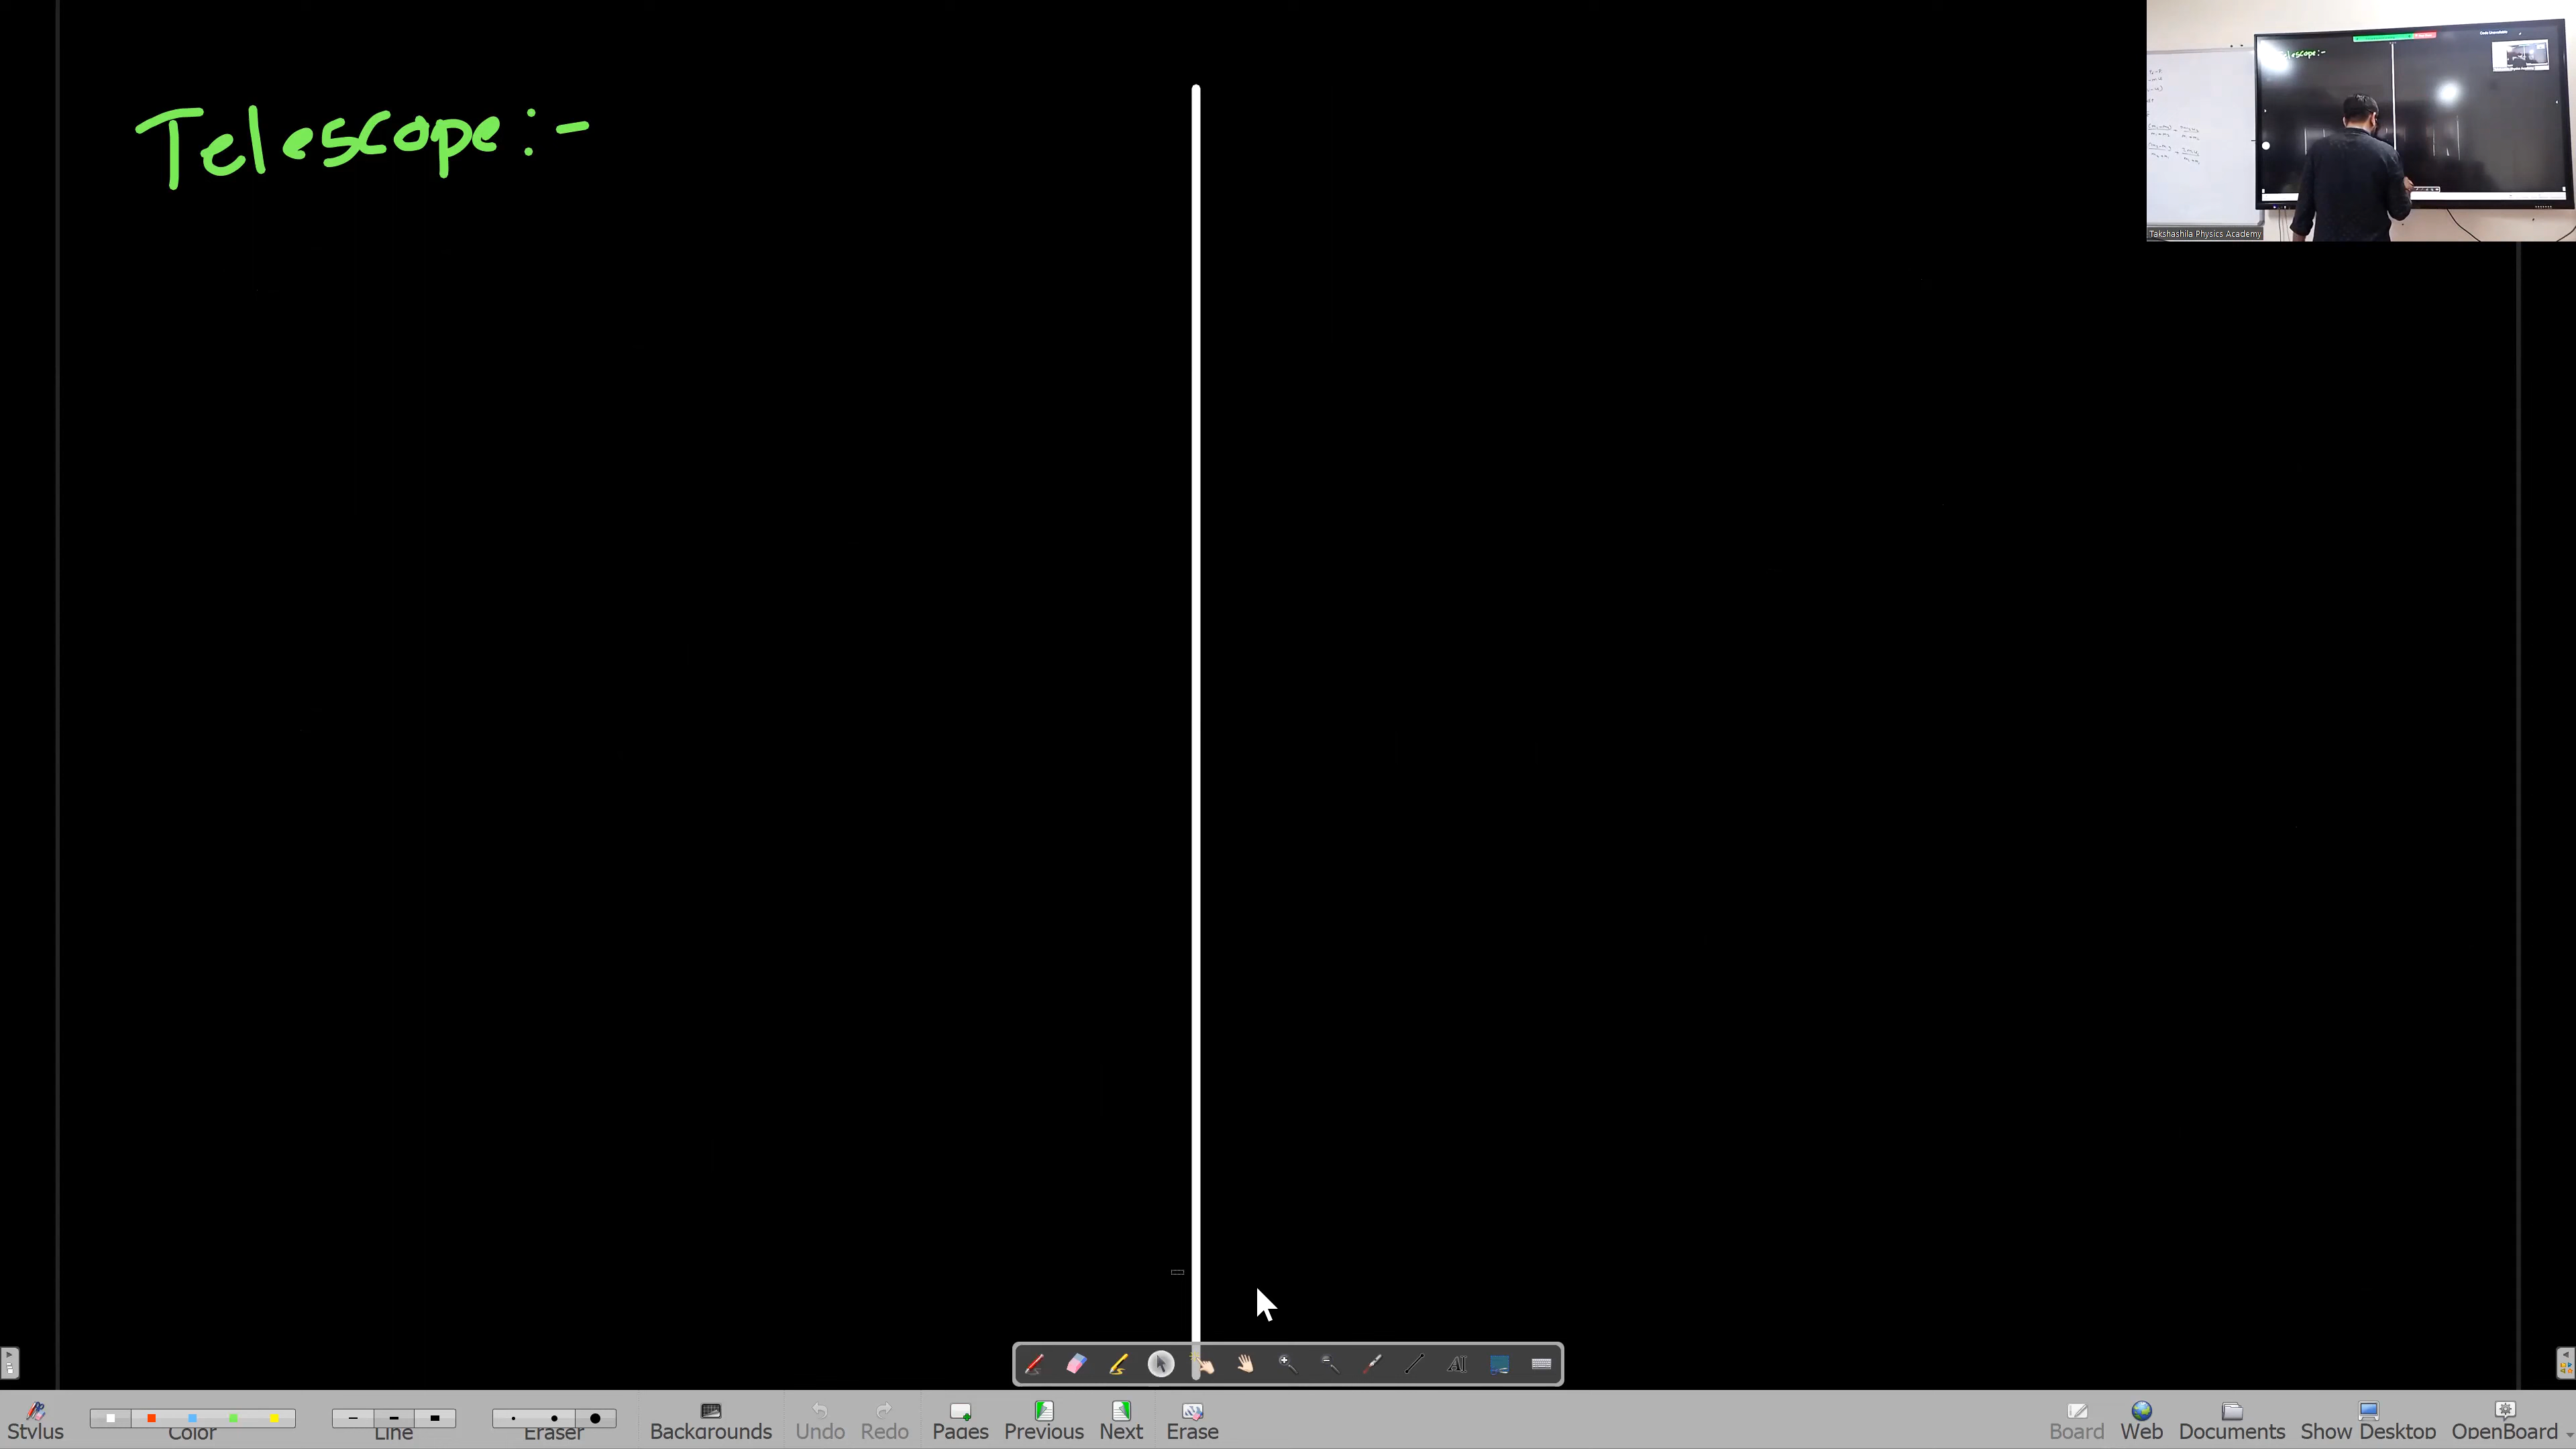 Telescope:-
Takshashila Physics Academy
Stylus
Color
Line
Eraser
Backgrounds
Undo
Redo
Pages
Previous
Next
Erase
Board
Web
Documents
Show Desktop
OpenBoard